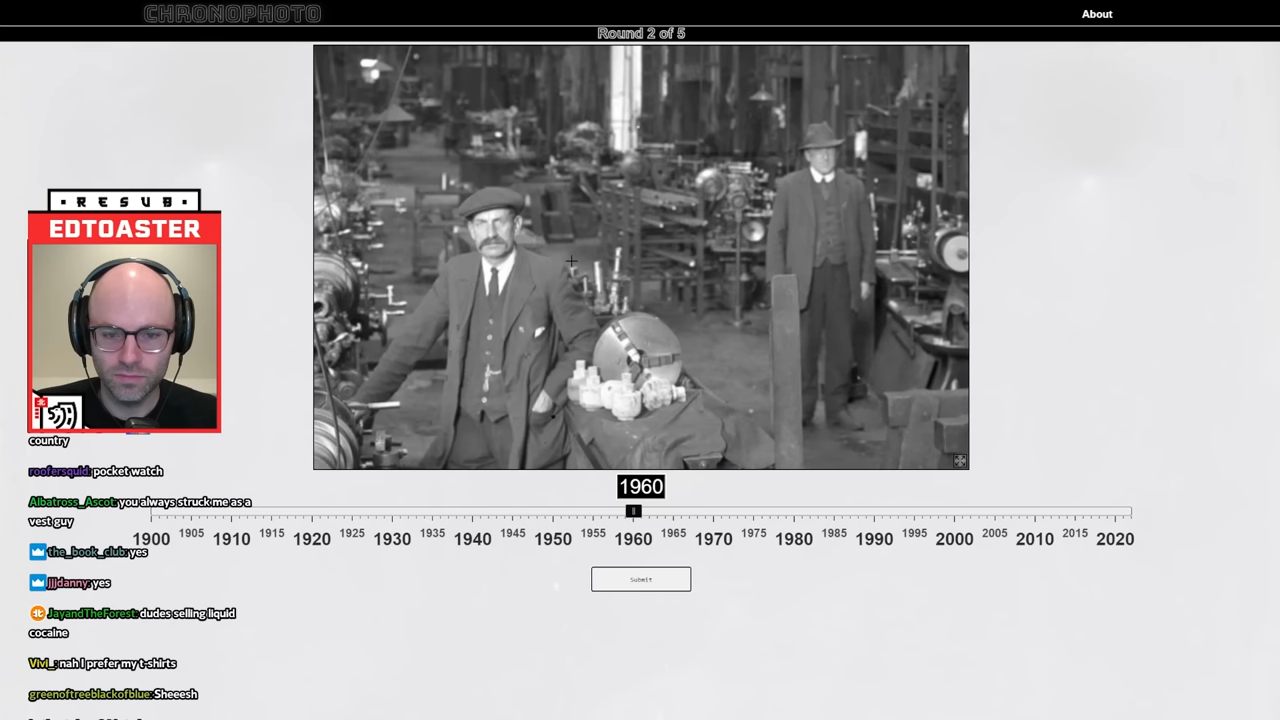 CHRONOPHOTO
About
Round 2 of 5
RESUB
EDTOASTER
country
roofersquid: pocket watch
Albatross_Ascot: you always struck me as a
vest guy
the_book_club: yes
jjjdanny: yes
JayandTheForest: dudes selling liquid
cocaine
Vivi_: nah I prefer my t-shirts
greenoftreeblackofblue: Sheeesh
1960
1900 1905 1910 1915 1920 1925 1930 1935 1940 1945 1950 1955 1960 1965 1970 1975 1980 1985 1990 1995 2000 2005 2010 2015 2020
Submit